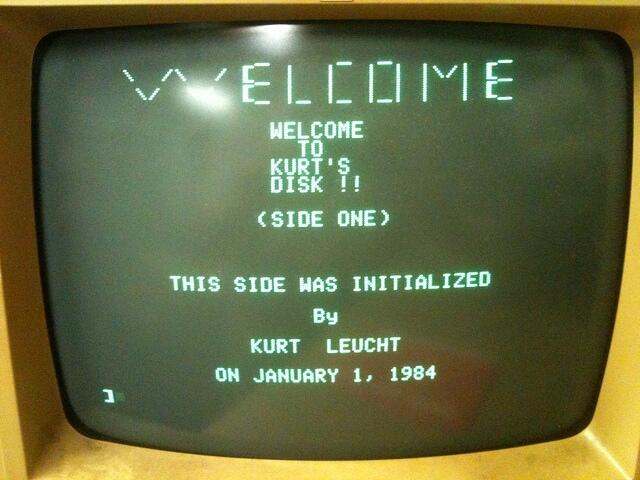 WELCOME
WELCOME
TO
KURT'S
DISK !!
(SIDE ONE)
THIS SIDE WAS INITIALIZED
By
KURT LEUCHT
ON JANUARY 1, 1984
]